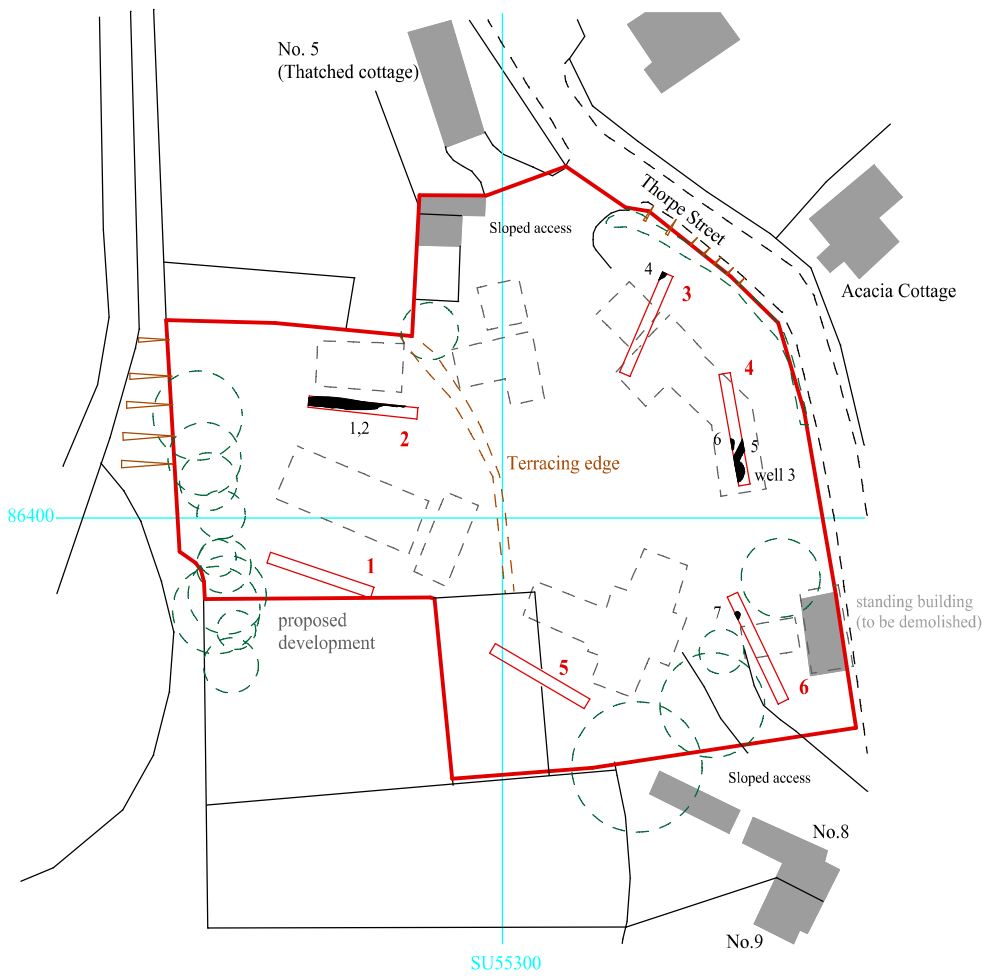 No. 5
(Thatched cottage)
Thorpe Street
Sloped access
4
3
Acacia Cottage
4
1,2
2
6
5
well 3
Terracing edge
86400
1
7
standing building
(to be demolished)
proposed
development
5
6
Sloped access
No.8
No.9
SU55300